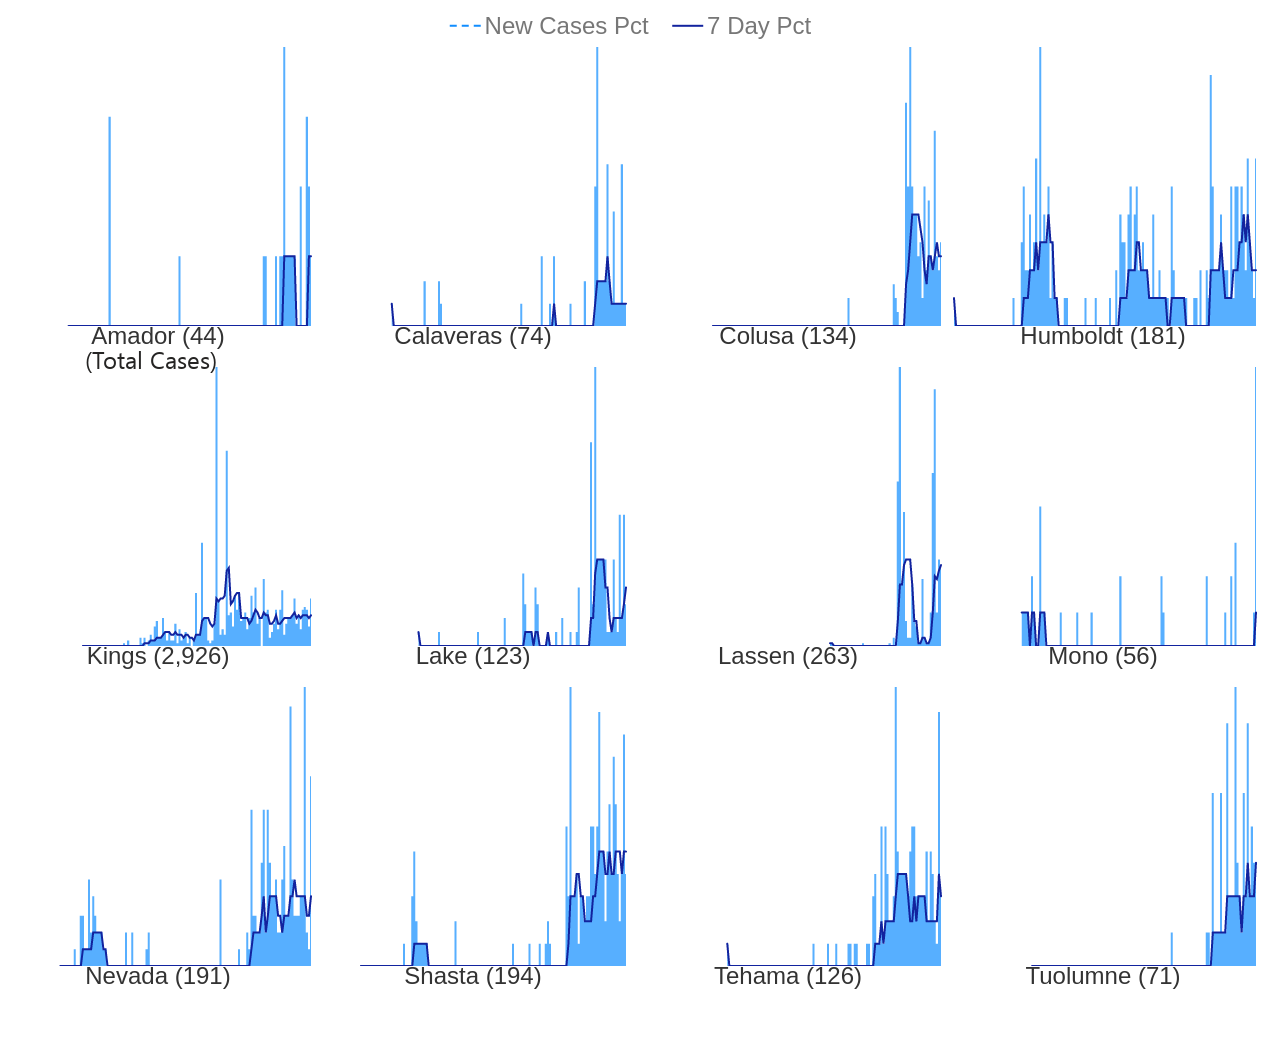 New Cases Pct 7 Day Pct
Amador (44) Calaveras (74) Colusa (134) Humboldt (181)
(Total Cases)
Kings (2,926) Lake (123) Lassen (263) Mono (56)
Nevada (191) Shasta (194) Tehama (126) Tuolumne (71)